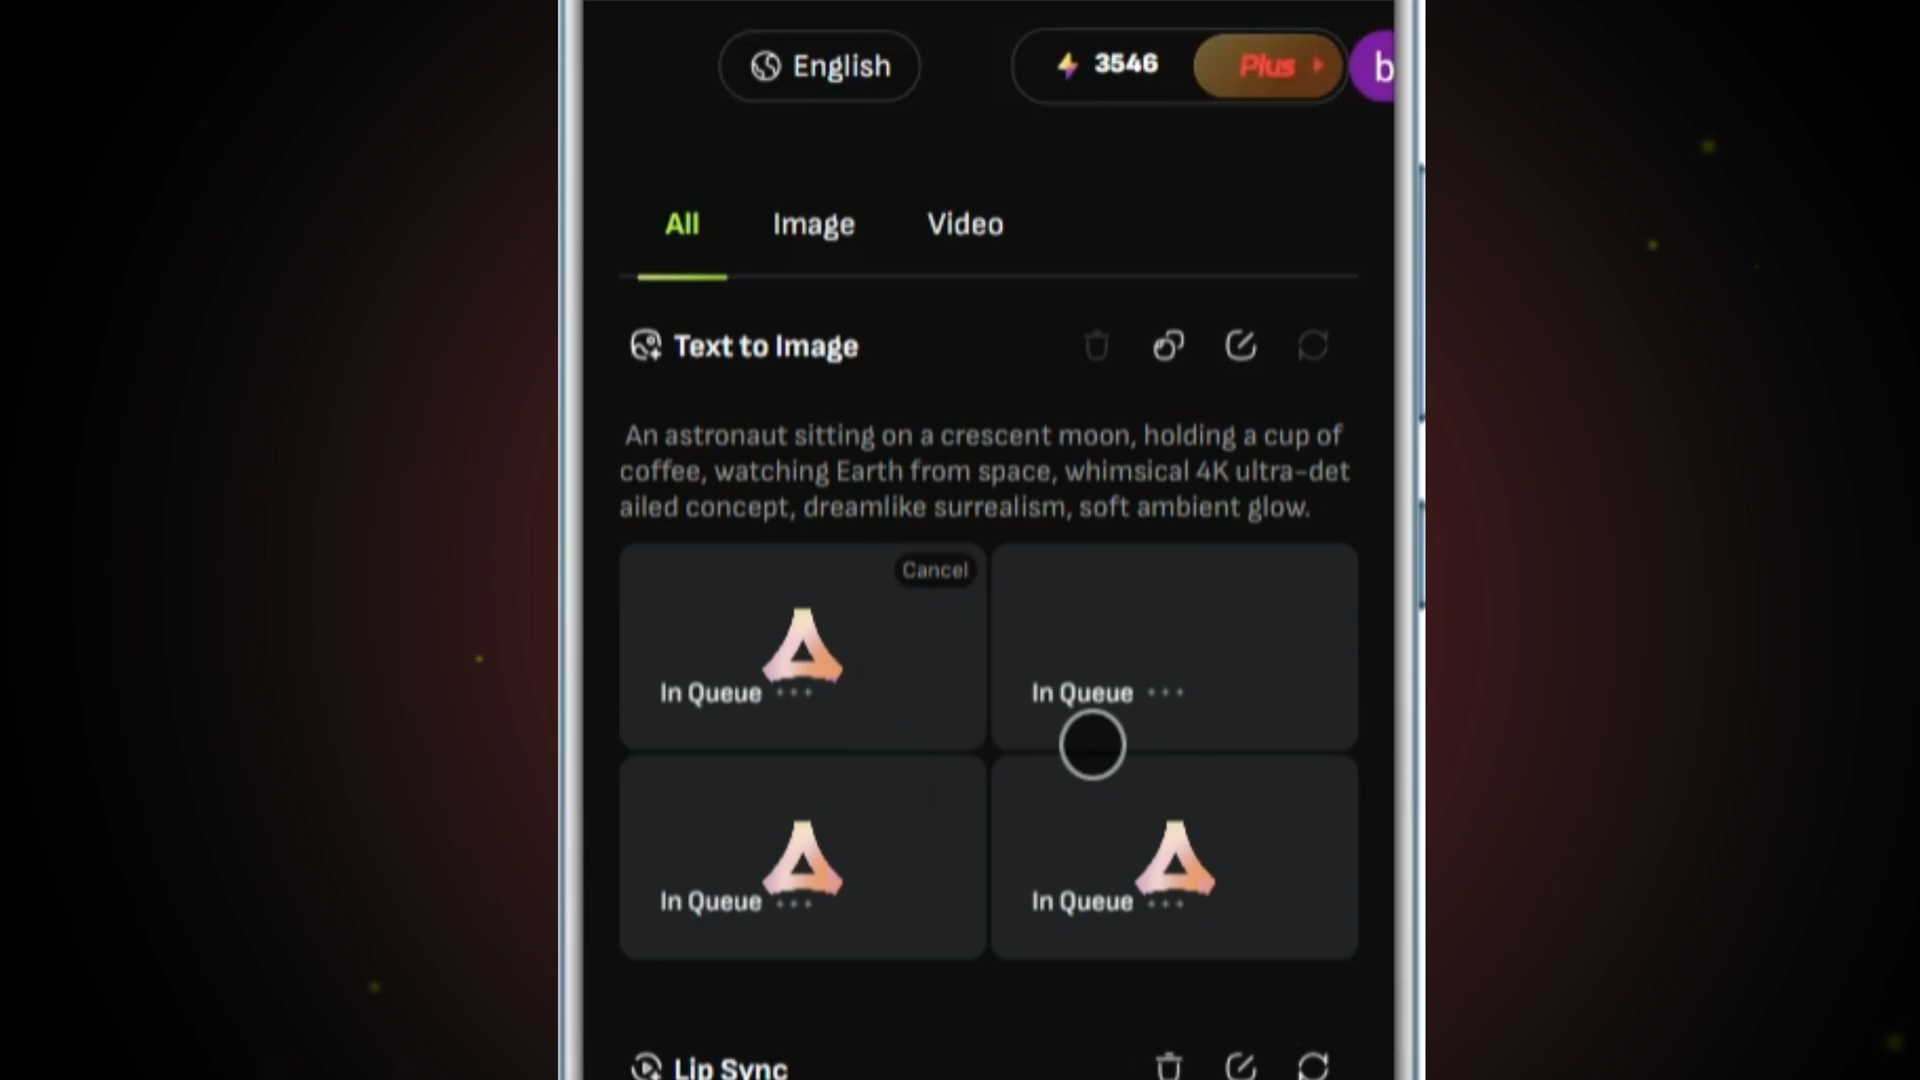 English
3546
Plus
b
All
Image
Video
Text to Image
An astronaut sitting on a crescent moon, holding a cup of
coffee, watching Earth from space, whimsical 4K ultra-det
ailed concept, dreamlike surrealism, soft ambient glow.
Cancel
In Queue
In Queue
In Queue
In Queue
Lip Sync